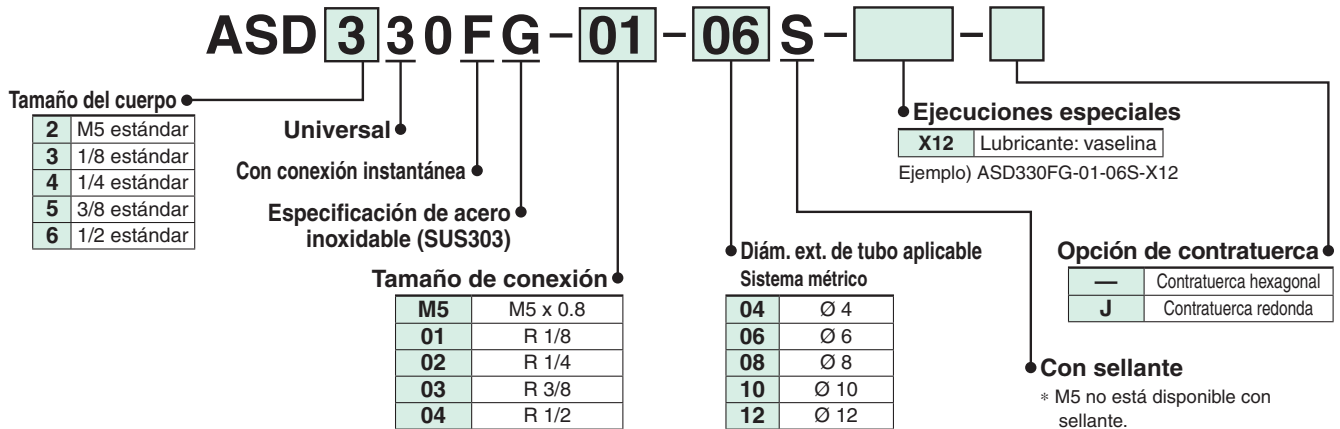 ASD 3 3 0 F G – 01 – 06 S – –
Tamaño del cuerpo
2 M5 estándar
3 1/8 estándar
4 1/4 estándar
5 3/8 estándar
6 1/2 estándar
Universal
Con conexión instantánea
Especificación de acero
inoxidable (SUS303)
Tamaño de conexión
M5 M5 x 0.8
01 R 1/8
02 R 1/4
03 R 3/8
04 R 1/2
Diám. ext. de tubo aplicable
Sistema métrico
04 Ø 4
06 Ø 6
08 Ø 8
10 Ø 10
12 Ø 12
Ejecuciones especiales
X12 Lubricante: vaselina
Ejemplo) ASD330FG-01-06S-X12
Opción de contratuerca
— Contratuerca hexagonal
J Contratuerca redonda
Con sellante
* M5 no está disponible con
sellante.